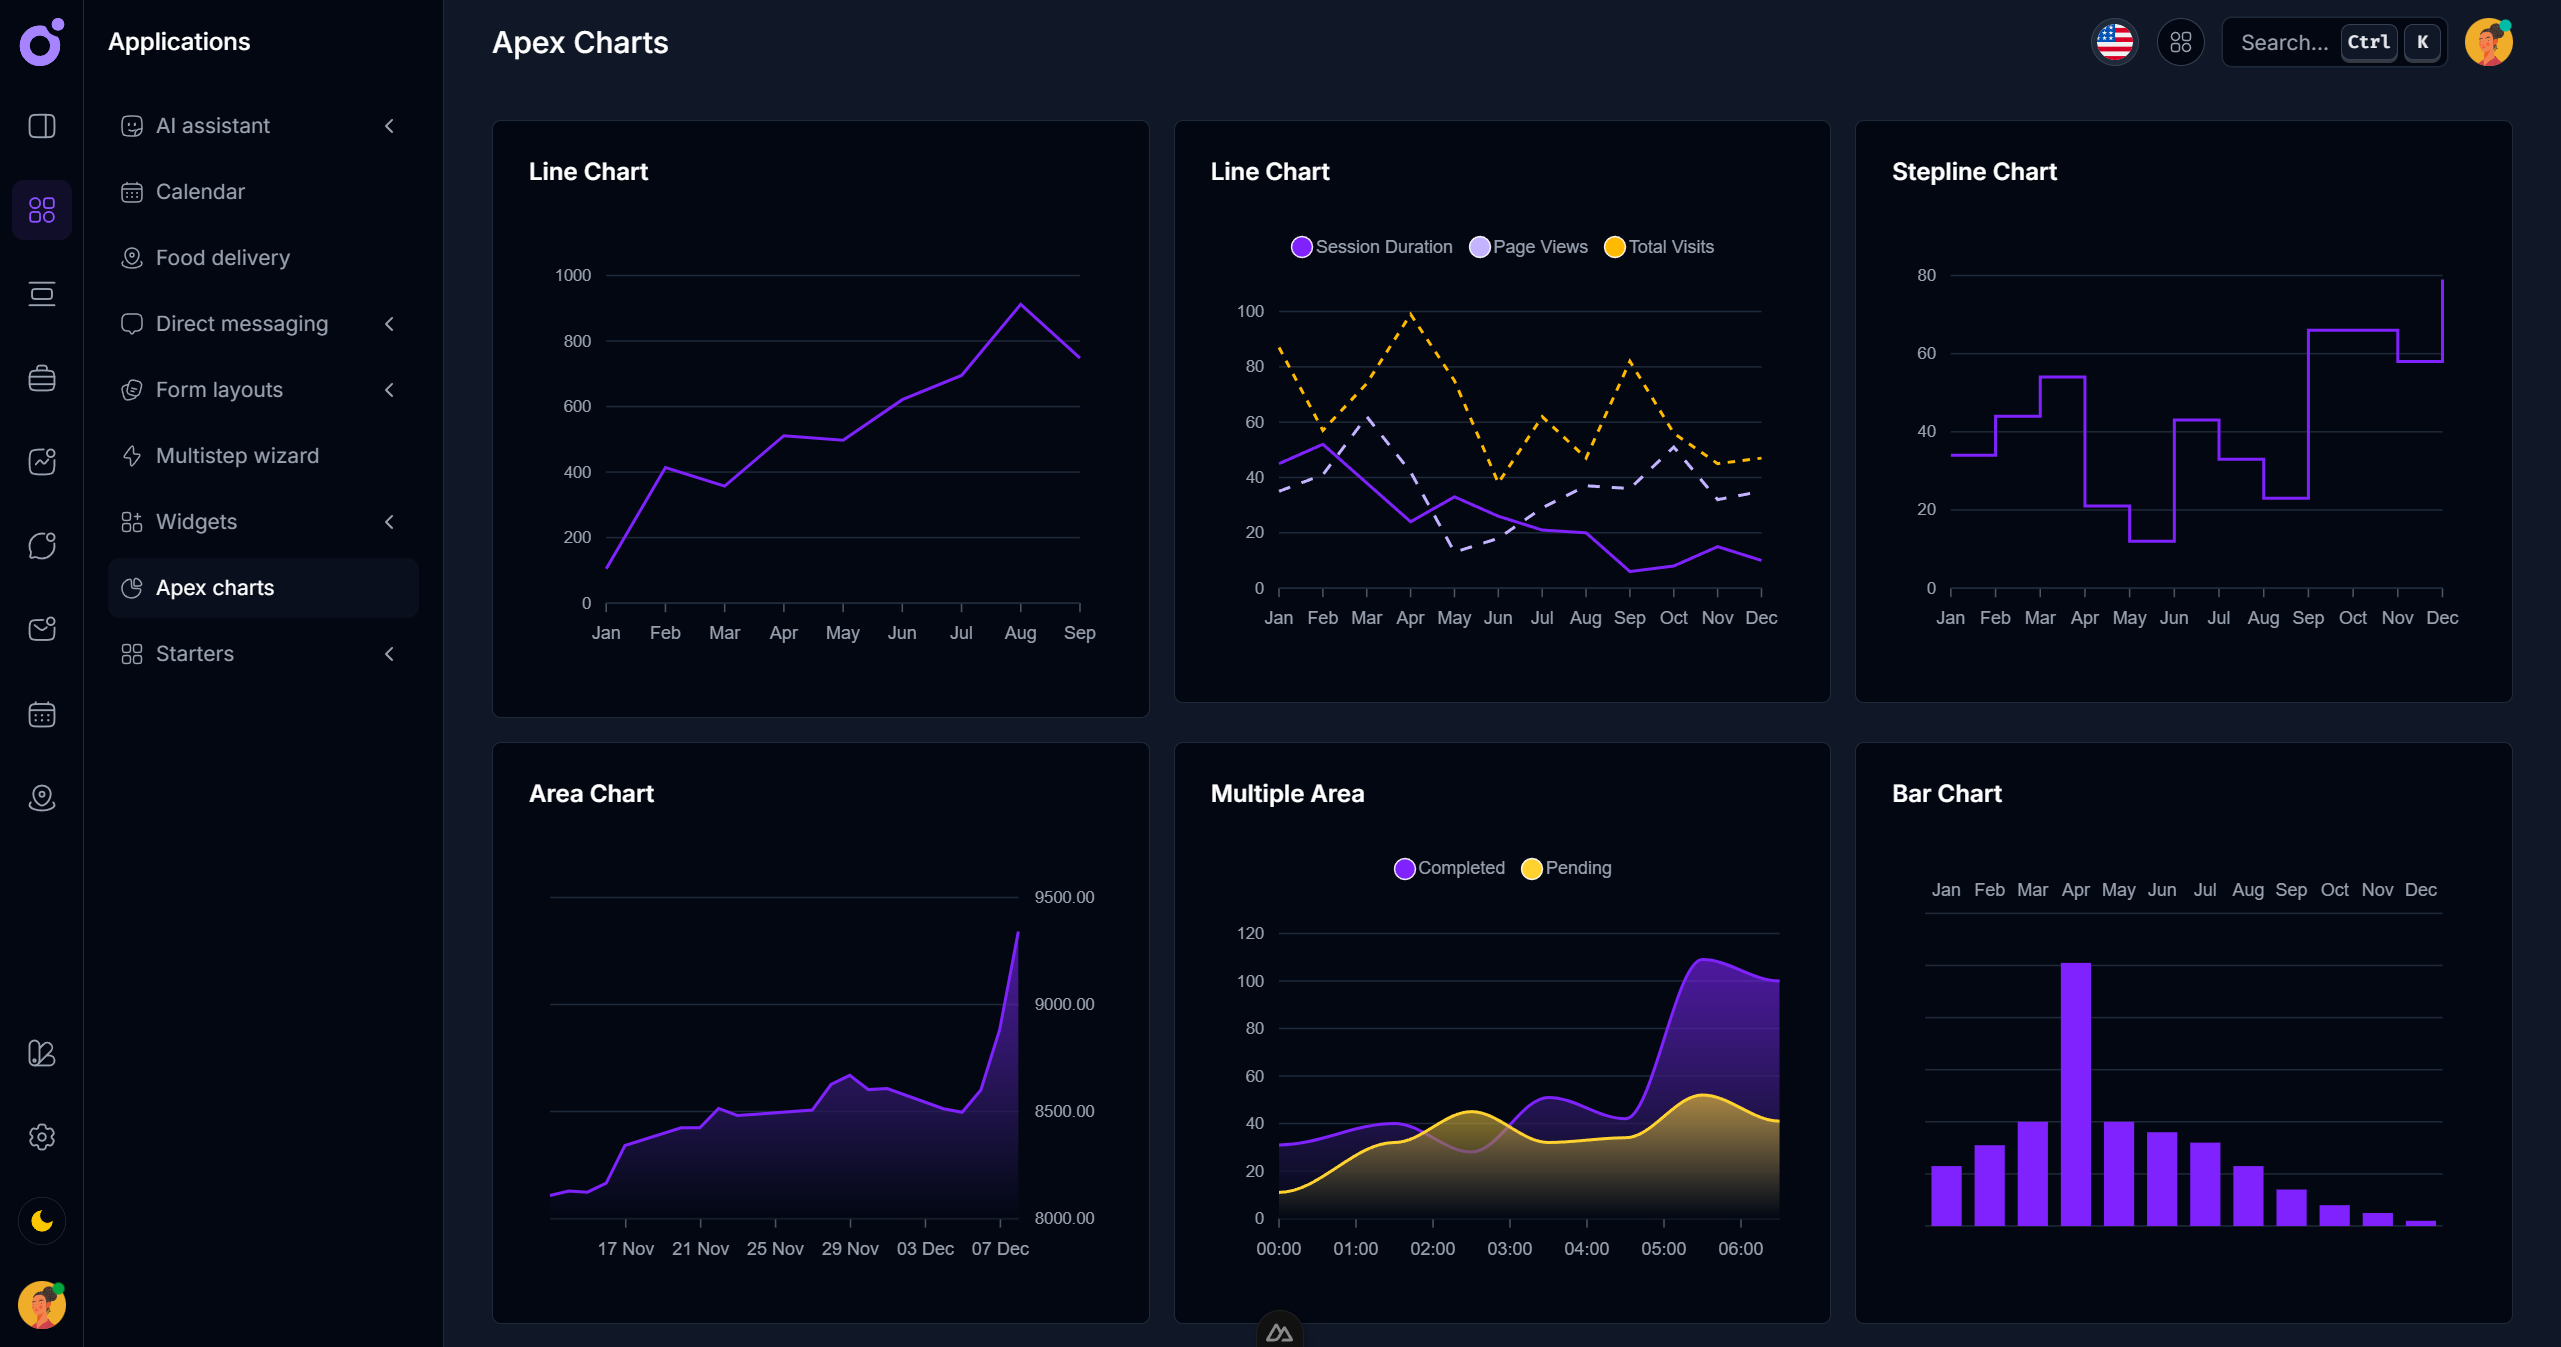 Applications
AI assistant
Calendar
Food delivery
Direct messaging
Form layouts
Multistep wizard
Widgets
Apex charts
Starters
Apex Charts
Search... Ctrl K
Line Chart
1000
800
600
400
200
0
Jan Feb Mar Apr May Jun Jul Aug Sep
Line Chart
Session Duration Page Views Total Visits
100
80
60
40
20
0
Jan Feb Mar Apr May Jun Jul Aug Sep Oct Nov Dec
Stepline Chart
80
60
40
20
0
Jan Feb Mar Apr May Jun Jul Aug Sep Oct Nov Dec
Area Chart
9500.00
9000.00
8500.00
8000.00
17 Nov 21 Nov 25 Nov 29 Nov 03 Dec 07 Dec
Multiple Area
Completed Pending
120
100
80
60
40
20
0
00:00 01:00 02:00 03:00 04:00 05:00 06:00
Bar Chart
Jan Feb Mar Apr May Jun Jul Aug Sep Oct Nov Dec